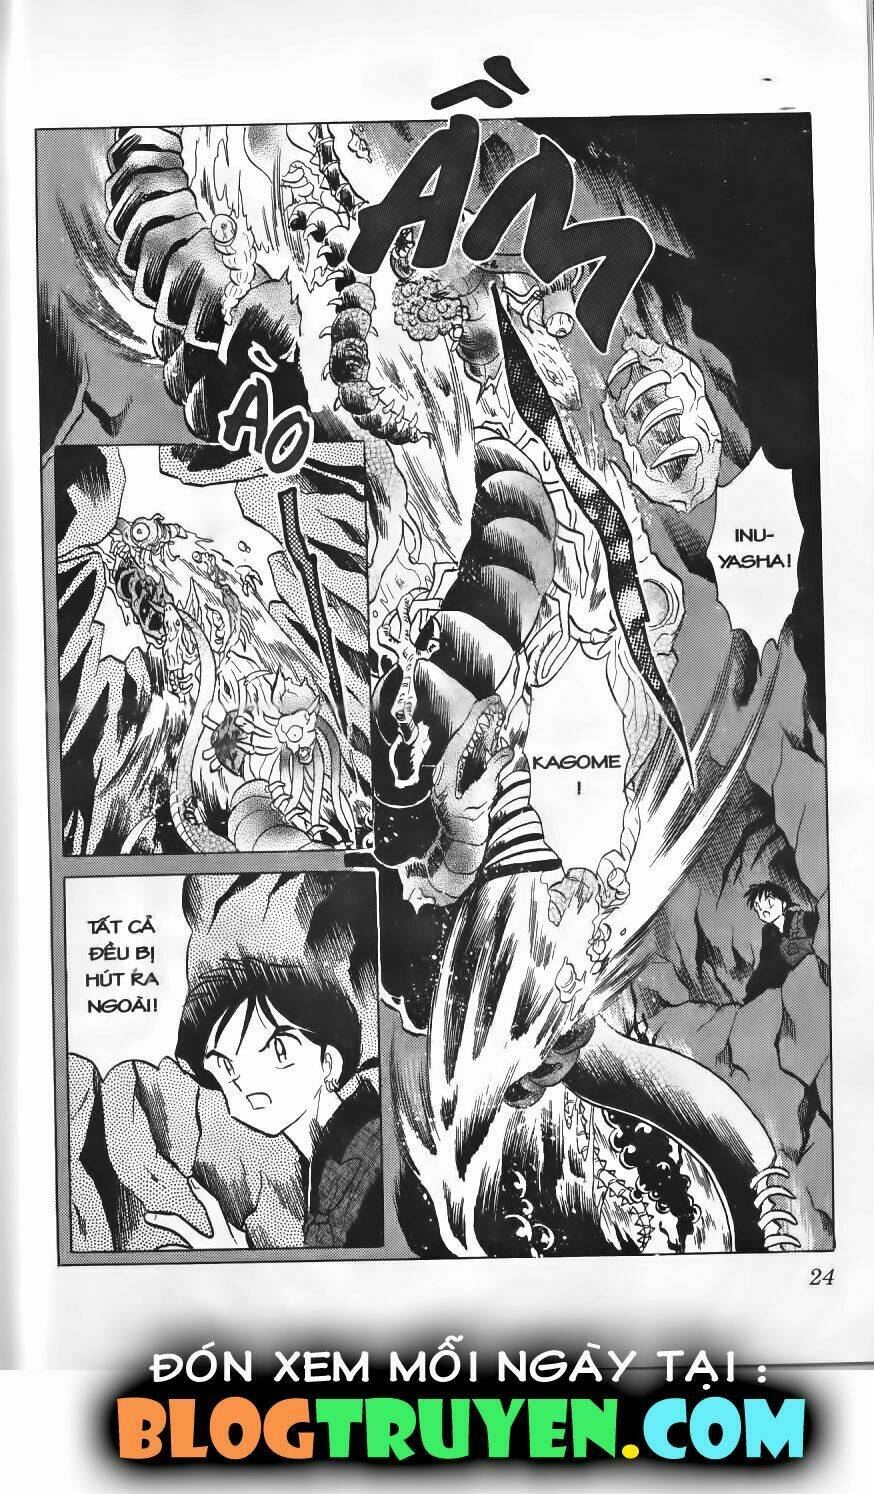 ẦM
INU-
YASHA!
KAGOME
!
ÀO
TẤT CẢ
ĐỀU BỊ
HÚT RA
NGOÀI!
24
ĐÓN XEM MỖI NGÀY TẠI :
BLOGTRUYEN.COM